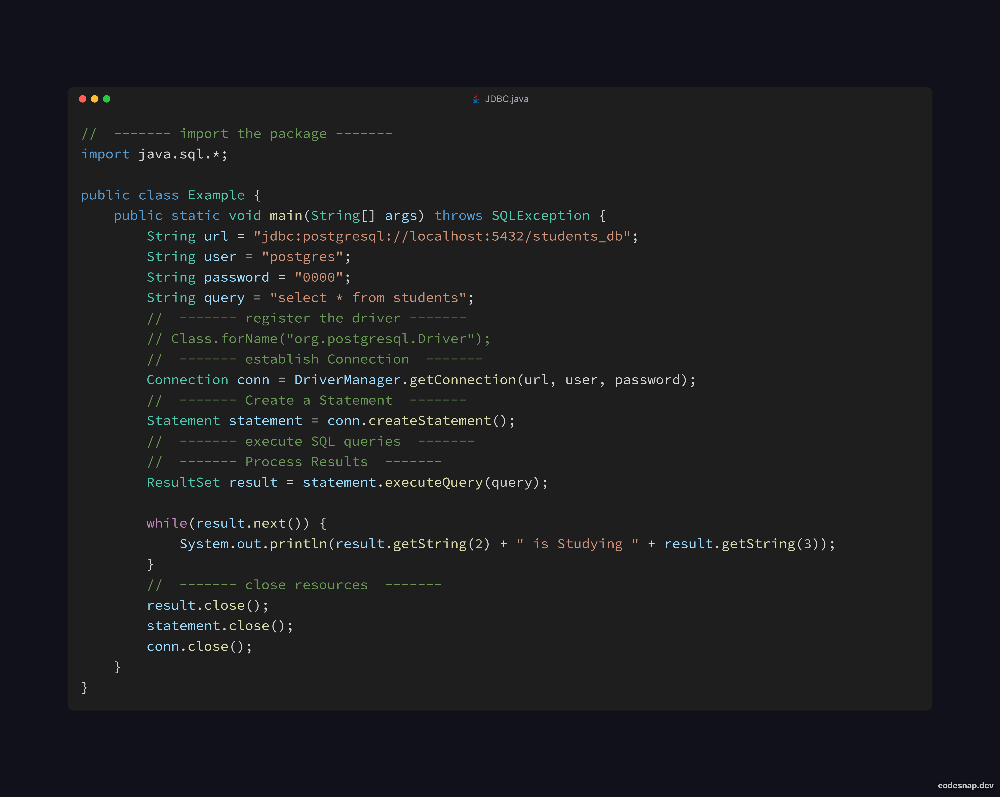 JDBC.java
//  ------- import the package -------
import java.sql.*;

public class Example {
    public static void main(String[] args) throws SQLException {
        String url = "jdbc:postgresql://localhost:5432/students_db";
        String user = "postgres";
        String password = "0000";
        String query = "select * from students";
        //  ------- register the driver -------
        // Class.forName("org.postgresql.Driver");
        //  ------- establish Connection  -------
        Connection conn = DriverManager.getConnection(url, user, password);
        //  ------- Create a Statement  -------
        Statement statement = conn.createStatement();
        //  ------- execute SQL queries  -------
        //  ------- Process Results  -------
        ResultSet result = statement.executeQuery(query);

        while(result.next()) {
            System.out.println(result.getString(2) + " is Studying " + result.getString(3));
        }
        //  ------- close resources  -------
        result.close();
        statement.close();
        conn.close();
    }
}
codesnap.dev